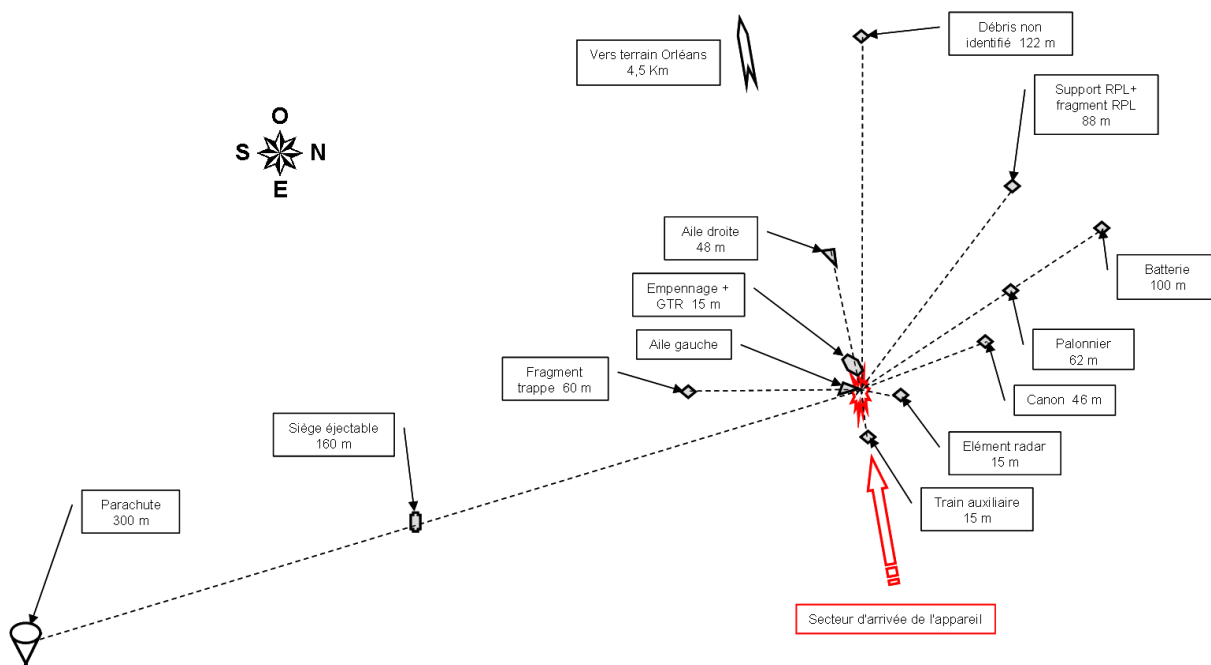 Vers terrain Orléans
4,5 Km
Débris non
identifié 122 m
Support RPL+
fragment RPL
88 m
O
S
N
E
Aile droite
48 m
Batterie
100 m
Empennage +
GTR 15 m
Palonnier
62 m
Aile gauche
Fragment
trappe 60 m
Canon 46 m
Siège éjectable
160 m
Elément radar
15 m
Parachute
300 m
Train auxiliaire
15 m
Secteur d'arrivée de l'appareil